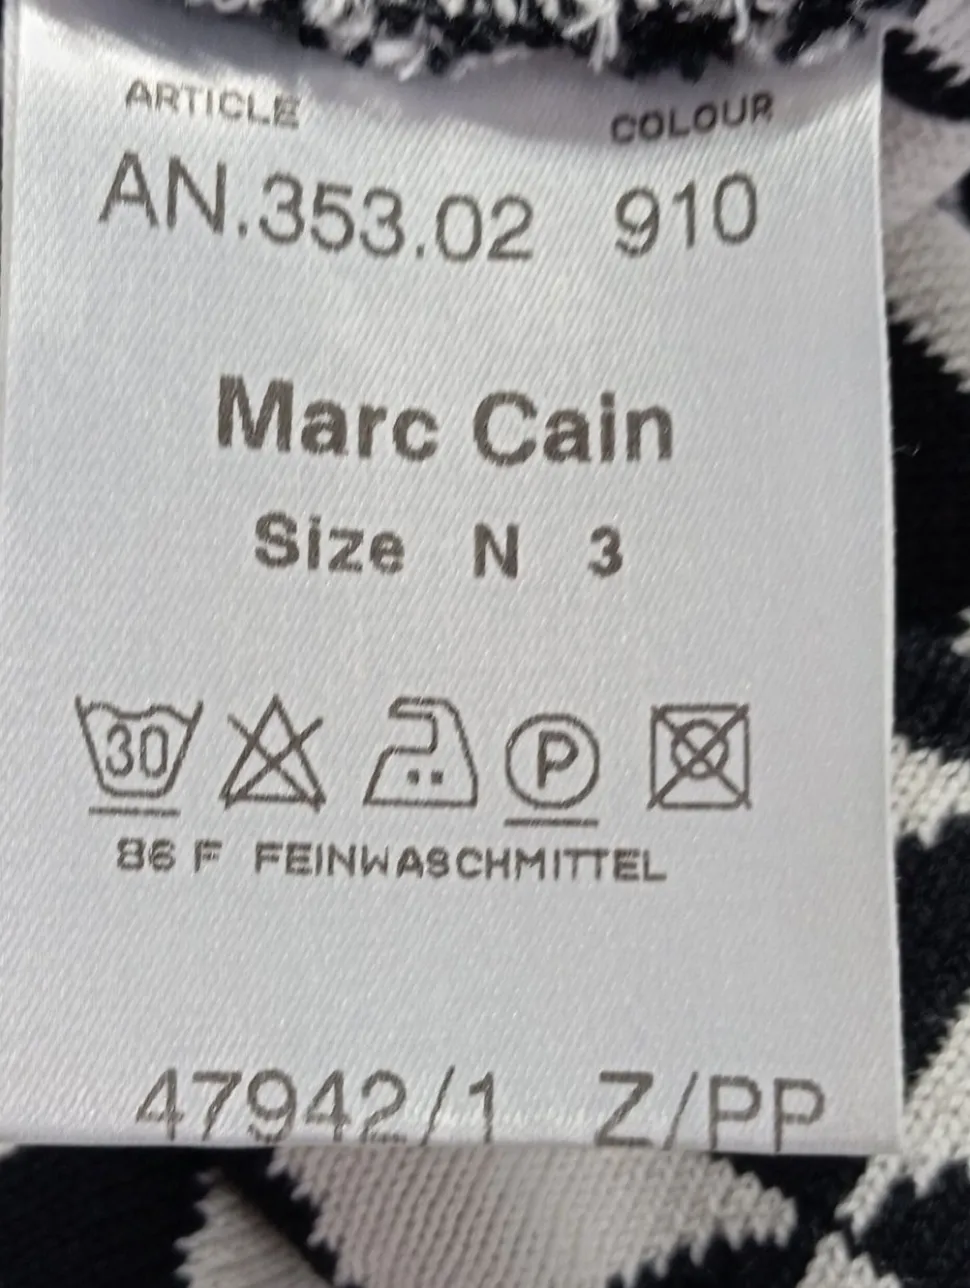 ARTICLE COLOUR
AN.353.02 910
Marc Cain
Size N 3
30 P
86 F FEINWASCHMITTEL
47942/1 Z/PP